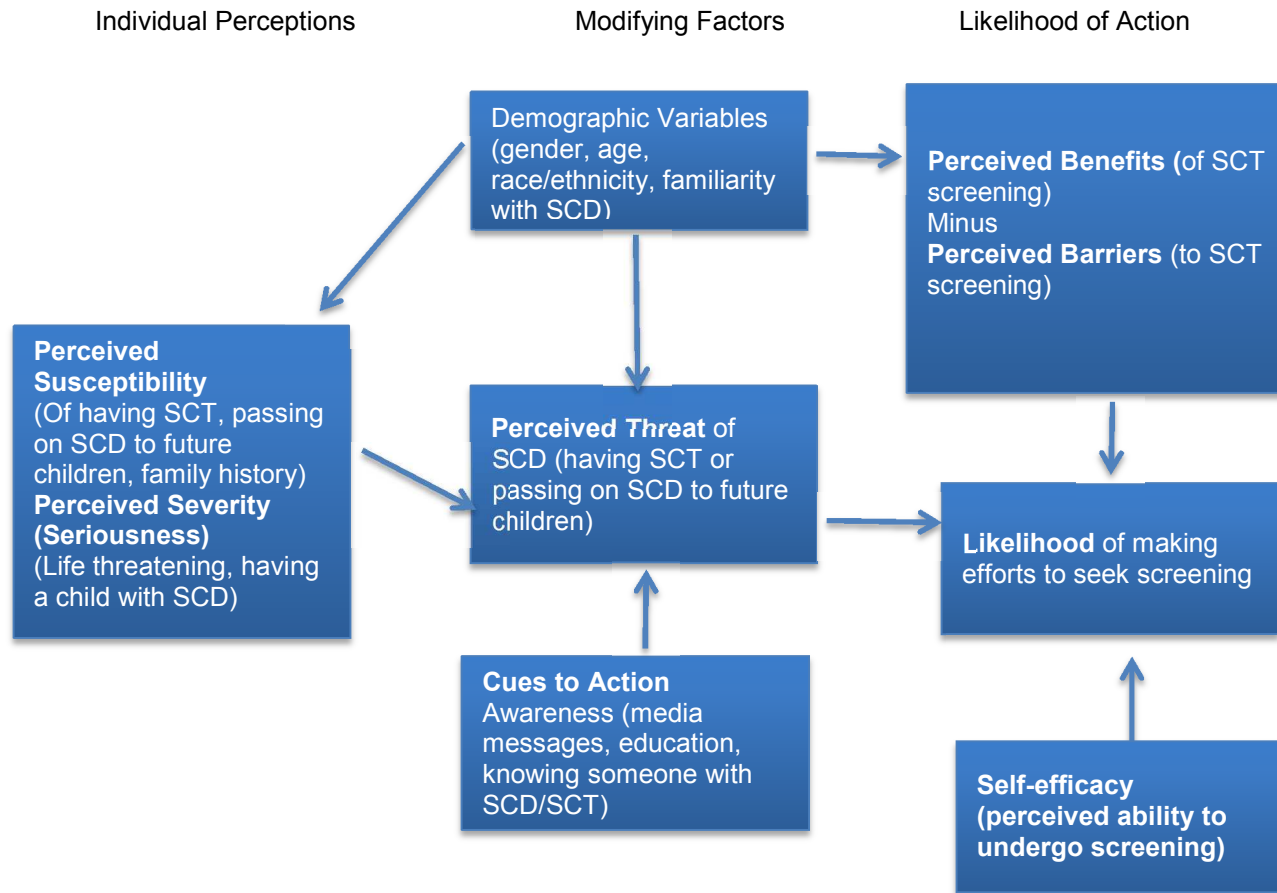 Individual Perceptions
Modifying Factors
Likelihood of Action
Demographic Variables
(gender, age,
race/ethnicity, familiarity
with SCD)
Perceived Benefits (of SCT
screening)
Minus
Perceived Barriers (to SCT
screening)
Perceived
Susceptibility
(Of having SCT, passing
on SCD to future
children, family history)
Perceived Severity
(Seriousness)
(Life threatening, having
a child with SCD)
Perceived Threat of
SCD (having SCT or
passing on SCD to future
children)
Likelihood of making
efforts to seek screening
Cues to Action
Awareness (media
messages, education,
knowing someone with
SCD/SCT)
Self-efficacy
(perceived ability to
undergo screening)